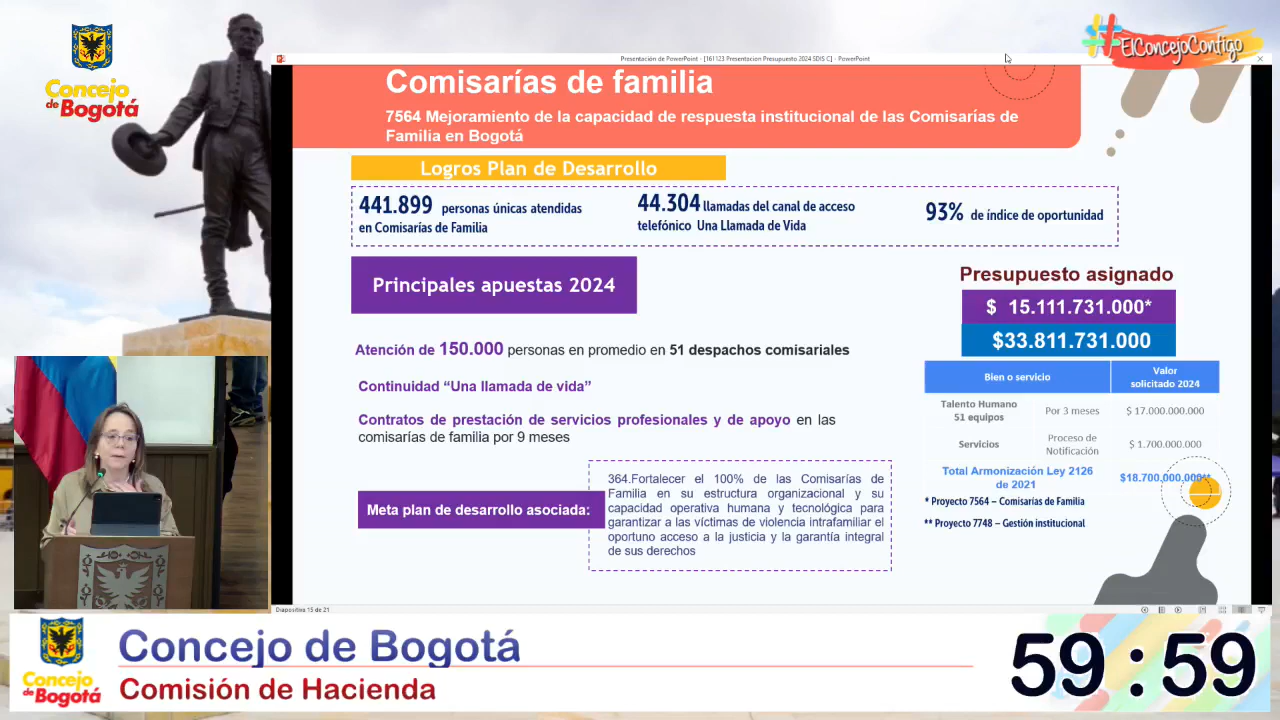 Concejo
de Bogotá
#ElConcejoContigo
Presentación de PowerPoint - [161123 Presentacion Presupuesto 2024 SDIS C] - PowerPoint
Comisarías de familia
7564 Mejoramiento de la capacidad de respuesta institucional de las Comisarías de
Familia en Bogotá
Logros Plan de Desarrollo
441.899 personas únicas atendidas
en Comisarías de Familia
44.304 llamadas del canal de acceso
telefónico Una Llamada de Vida
93% de índice de oportunidad
Principales apuestas 2024
Presupuesto asignado
$ 15.111.731.000*
$33.811.731.000
Atención de 150.000 personas en promedio en 51 despachos comisariales
Continuidad “Una llamada de vida”
Contratos de prestación de servicios profesionales y de apoyo en las
comisarías de familia por 9 meses
Bien o servicio
Valor
solicitado 2024
Talento Humano
51 equipos
Por 3 meses
$ 17.000.000.000
Servicios
Proceso de
Notificación
$ 1.700.000.000
Total Armonización Ley 2126
de 2021
$18.700.000.000**
* Proyecto 7564 – Comisarías de Familia
** Proyecto 7748 – Gestión institucional
Meta plan de desarrollo asociada:
364.Fortalecer el 100% de las Comisarías de
Familia en su estructura organizacional y su
capacidad operativa humana y tecnológica para
garantizar a las víctimas de violencia intrafamiliar el
oportuno acceso a la justicia y la garantía integral
de sus derechos
Diapositiva 15 de 21
Concejo
de Bogotá
Concejo de Bogotá
Comisión de Hacienda
59:59